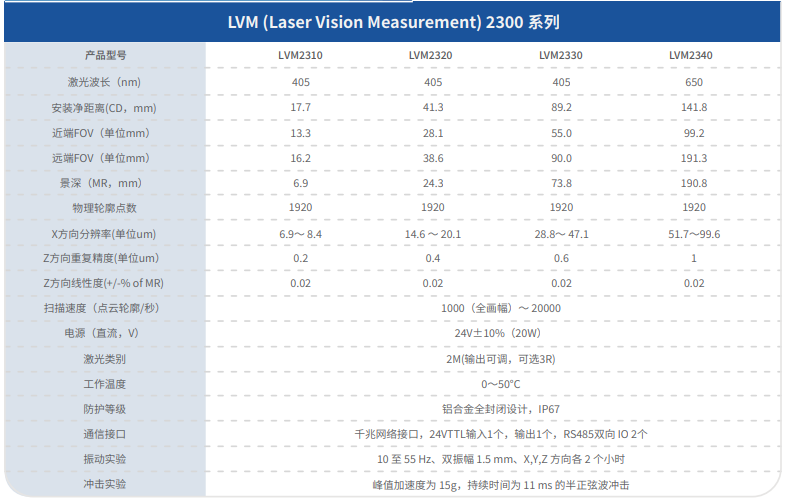 LVM (Laser Vision Measurement) 2300 系列
产品型号 LVM2310 LVM2320 LVM2330 LVM2340
激光波长（nm) 405 405 405 650
安装净距离(CD，mm) 17.7 41.3 89.2 141.8
近端FOV（单位mm） 13.3 28.1 55.0 99.2
远端FOV（单位mm） 16.2 38.6 90.0 191.3
景深（MR，mm） 6.9 24.3 73.8 190.8
物理轮廓点数 1920 1920 1920 1920
X方向分辨率(单位um) 6.9～ 8.4 14.6 ～ 20.1 28.8～ 47.1 51.7～99.6
Z方向重复精度(单位um） 0.2 0.4 0.6 1
Z方向线性度(+/-% of MR) 0.02 0.02 0.02 0.02
扫描速度（点云轮廓/秒） 1000（全画幅）～ 20000
电源（直流，V） 24V±10%（20W）
激光类别 2M(输出可调，可选3R)
工作温度 0～50℃
防护等级 铝合金全封闭设计，IP67
通信接口 千兆网络接口，24VTTL输入1个，输出1个，RS485双向 IO 2个
振动实验 10 至 55 Hz、双振幅 1.5 mm、X,Y,Z 方向各 2 个小时
冲击实验 峰值加速度为 15g，持续时间为 11 ms 的半正弦波冲击